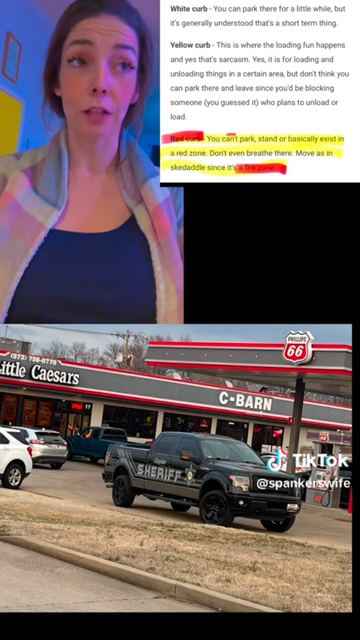 White curb - You can park there for a little while, but
it's generally understood that's a short term thing.
Yellow curb - This is where the loading fun happens
and yes that's sarcasm. Yes, it is for loading and
unloading things in a certain area, but don't think you
can park there and leave since you'd be blocking
someone (you guessed it) who plans to unload or
load.
Red curb - You can't park, stand or basically exist in
a red zone. Don't even breathe there. Move as in
skedaddle since it's a fire zone.
PHILLIPS
66
(573) 756-0770
Little Caesars
C-BARN
SHERIFF
TikTok
@spankerswife